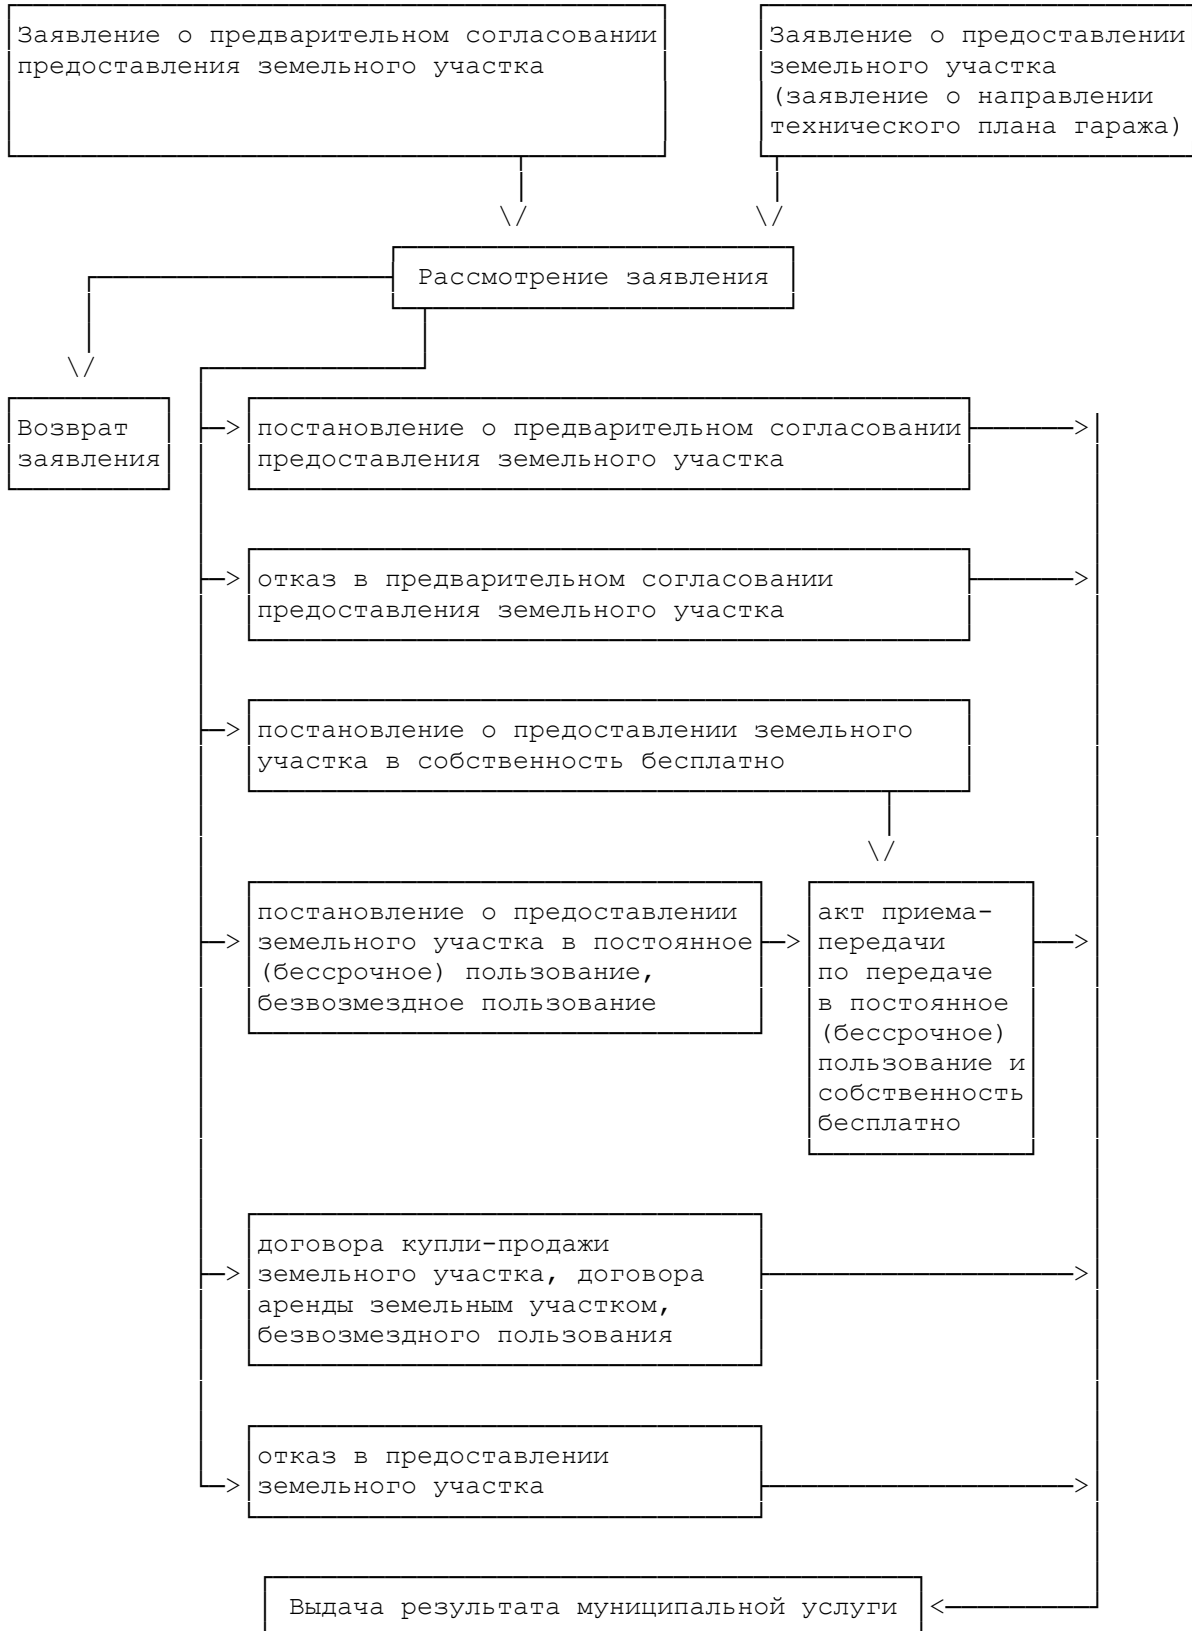 Заявление о предварительном согласовании
предоставления земельного участка
Заявление о предоставлении
земельного участка
(заявление о направлении
технического плана гаража)
Рассмотрение заявления
Возврат
заявления
постановление о предварительном согласовании
предоставления земельного участка
отказ в предварительном согласовании
предоставления земельного участка
постановление о предоставлении земельного
участка в собственность бесплатно
постановление о предоставлении
земельного участка в постоянное
(бессрочное) пользование,
безвозмездное пользование
акт приема-
передачи
по передаче
в постоянное
(бессрочное)
пользование и
собственность
бесплатно
договора купли-продажи
земельного участка, договора
аренды земельным участком,
безвозмездного пользования
отказ в предоставлении
земельного участка
Выдача результата муниципальной услуги